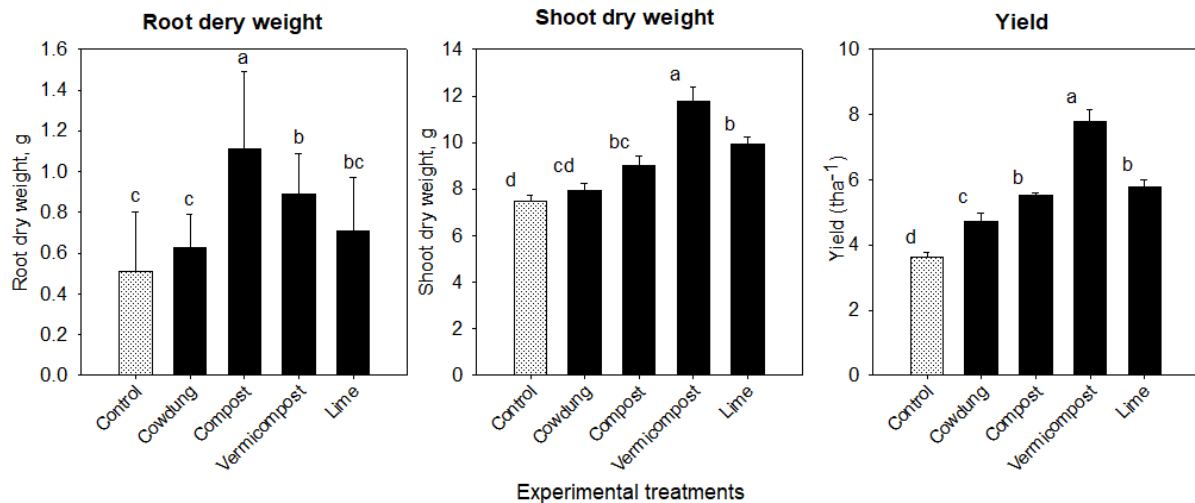 Root dery weight
Root dry weight, g
1.6
1.4
1.2
1.0
0.8
0.6
0.4
0.2
0.0
c
c
a
b
bc
Control
Cowdung
Compost
Vermicompost
Lime
Shoot dry weight
Shoot dry weight, g
14
12
10
8
6
4
2
0
d
cd
bc
a
b
Control
Cowdung
Compost
Vermicompost
Lime
Yield
Yield (tha⁻¹)
10
8
6
4
2
0
d
c
b
a
b
Control
Cowdung
Compost
Vermicompost
Lime
Experimental treatments